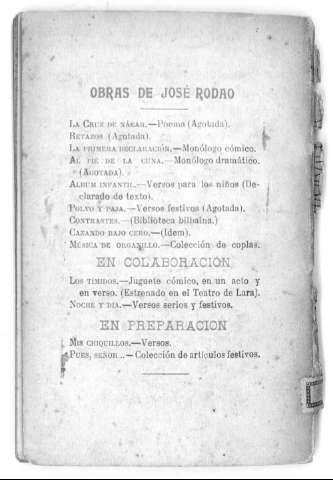 OBRAS DE JOSÉ RODAO
LA CRUZ DE NÁCAR.—Poema (Agotada).
RETAZOS (Agotada).
LA PRIMERA DECLARACIÓN.—Monólogo cómico.
AL PIE DE LA CUNA.—Monólogo dramático.
(AGOTADA).
ALBUM INFANTIL.—Versos para los niños (De-
clarado de texto).
POLVO Y PAJA.—Versos festivos (Agotada).
CONTRASTES.—(Biblioteca bilbaína.)
CAZANDO BAJO CERO.—(Idem).
MÚSICA DE ORGANILLO.—Colección de coplas.
EN COLABORACIÓN
LOS TÍMIDOS.—Juguete cómico, en un acto y
en verso. (Estrenado en el Teatro de Lara).
NOCHE Y DÍA.—Versos serios y festivos.
EN PREPARACION
MIS CHIQUILLOS.—Versos.
PUES, SEÑOR...—Colección de artículos festivos.